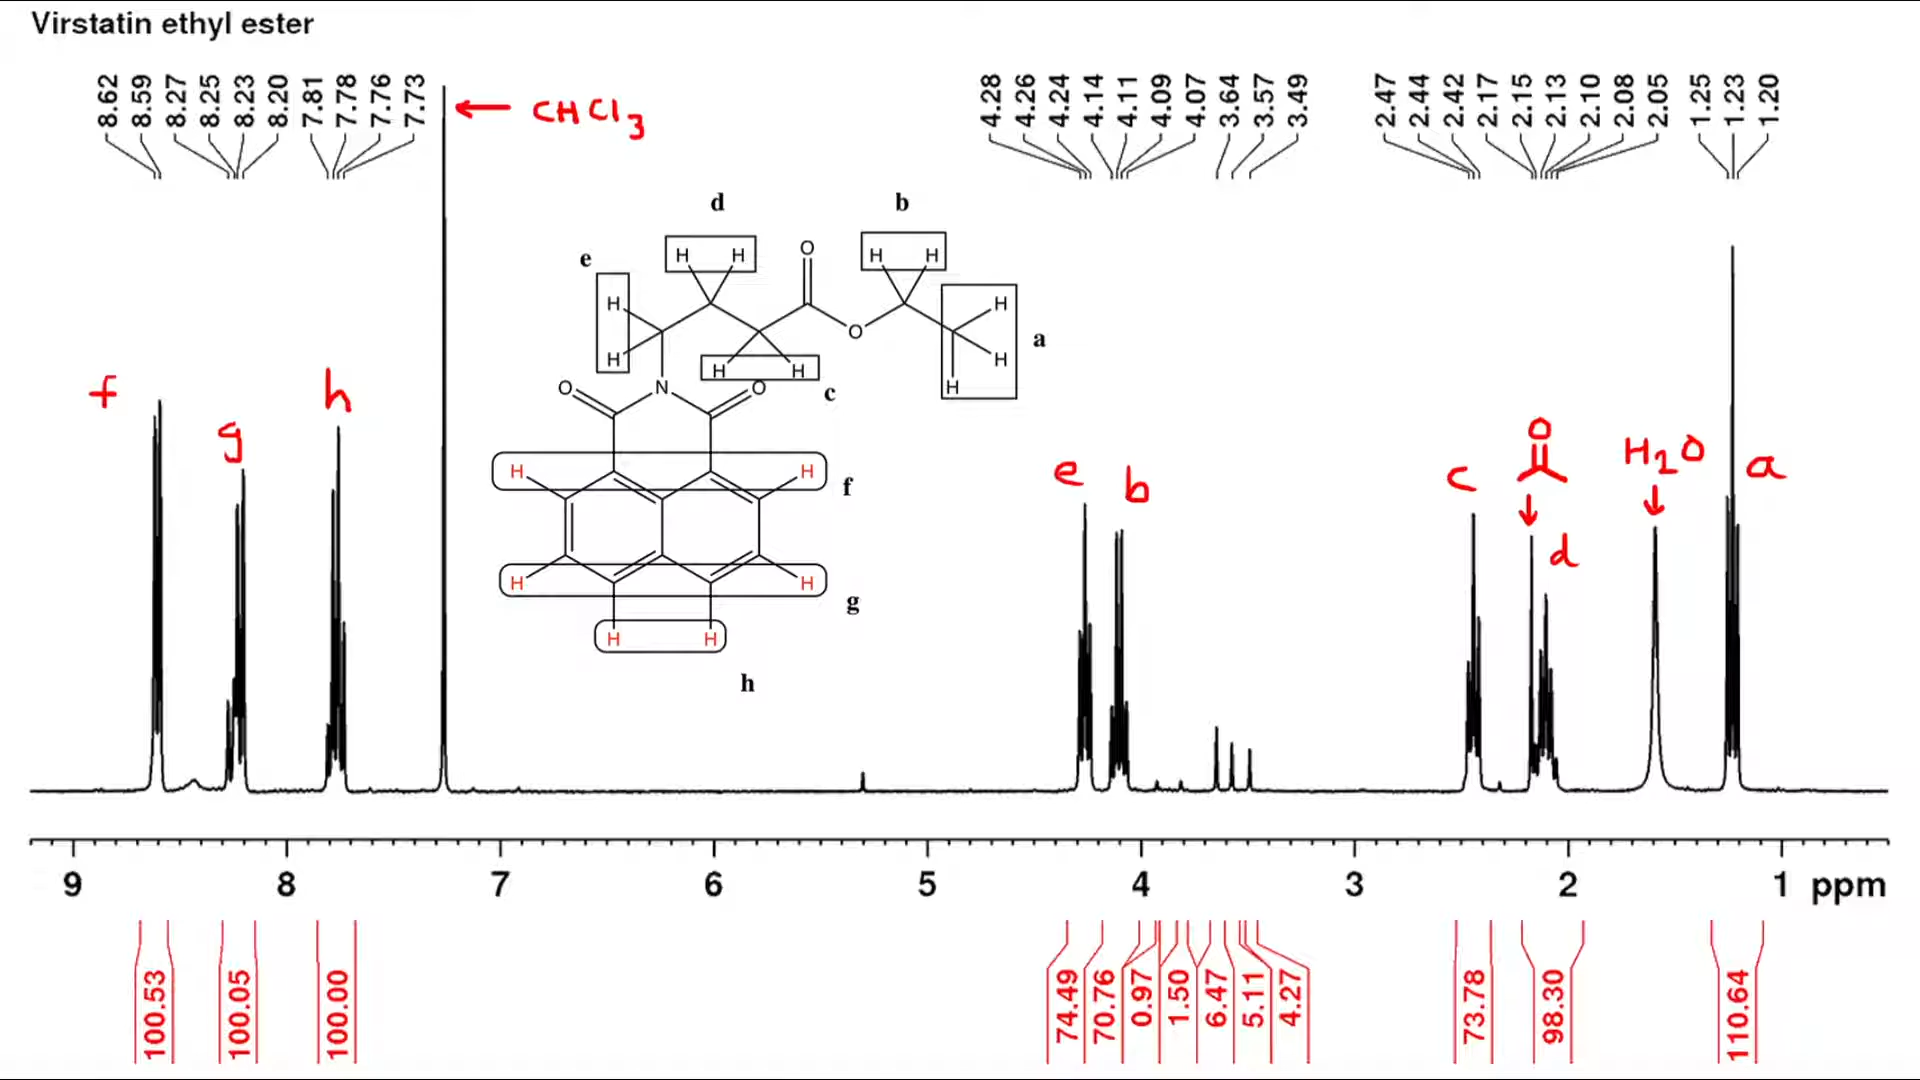 Virstatin ethyl ester
8.62 8.59 8.27 8.25 8.23 8.20 7.81 7.78 7.76 7.73
4.28 4.26 4.24 4.14 4.11 4.09 4.07 3.64 3.57 3.49
2.47 2.44 2.42 2.17 2.15 2.13 2.10 2.08 2.05 1.25 1.23 1.20
CHCl3
d b
H H O H H
e
H H
O a
H H
H H H
c
O N O
f g h
H H f
H H g
H H
h
e b c O d H2O a
9 8 7 6 5 4 3 2 1 ppm
100.53 100.05 100.00 74.49 70.76 0.97 1.50 6.47 5.11 4.27 73.78 98.30 110.64